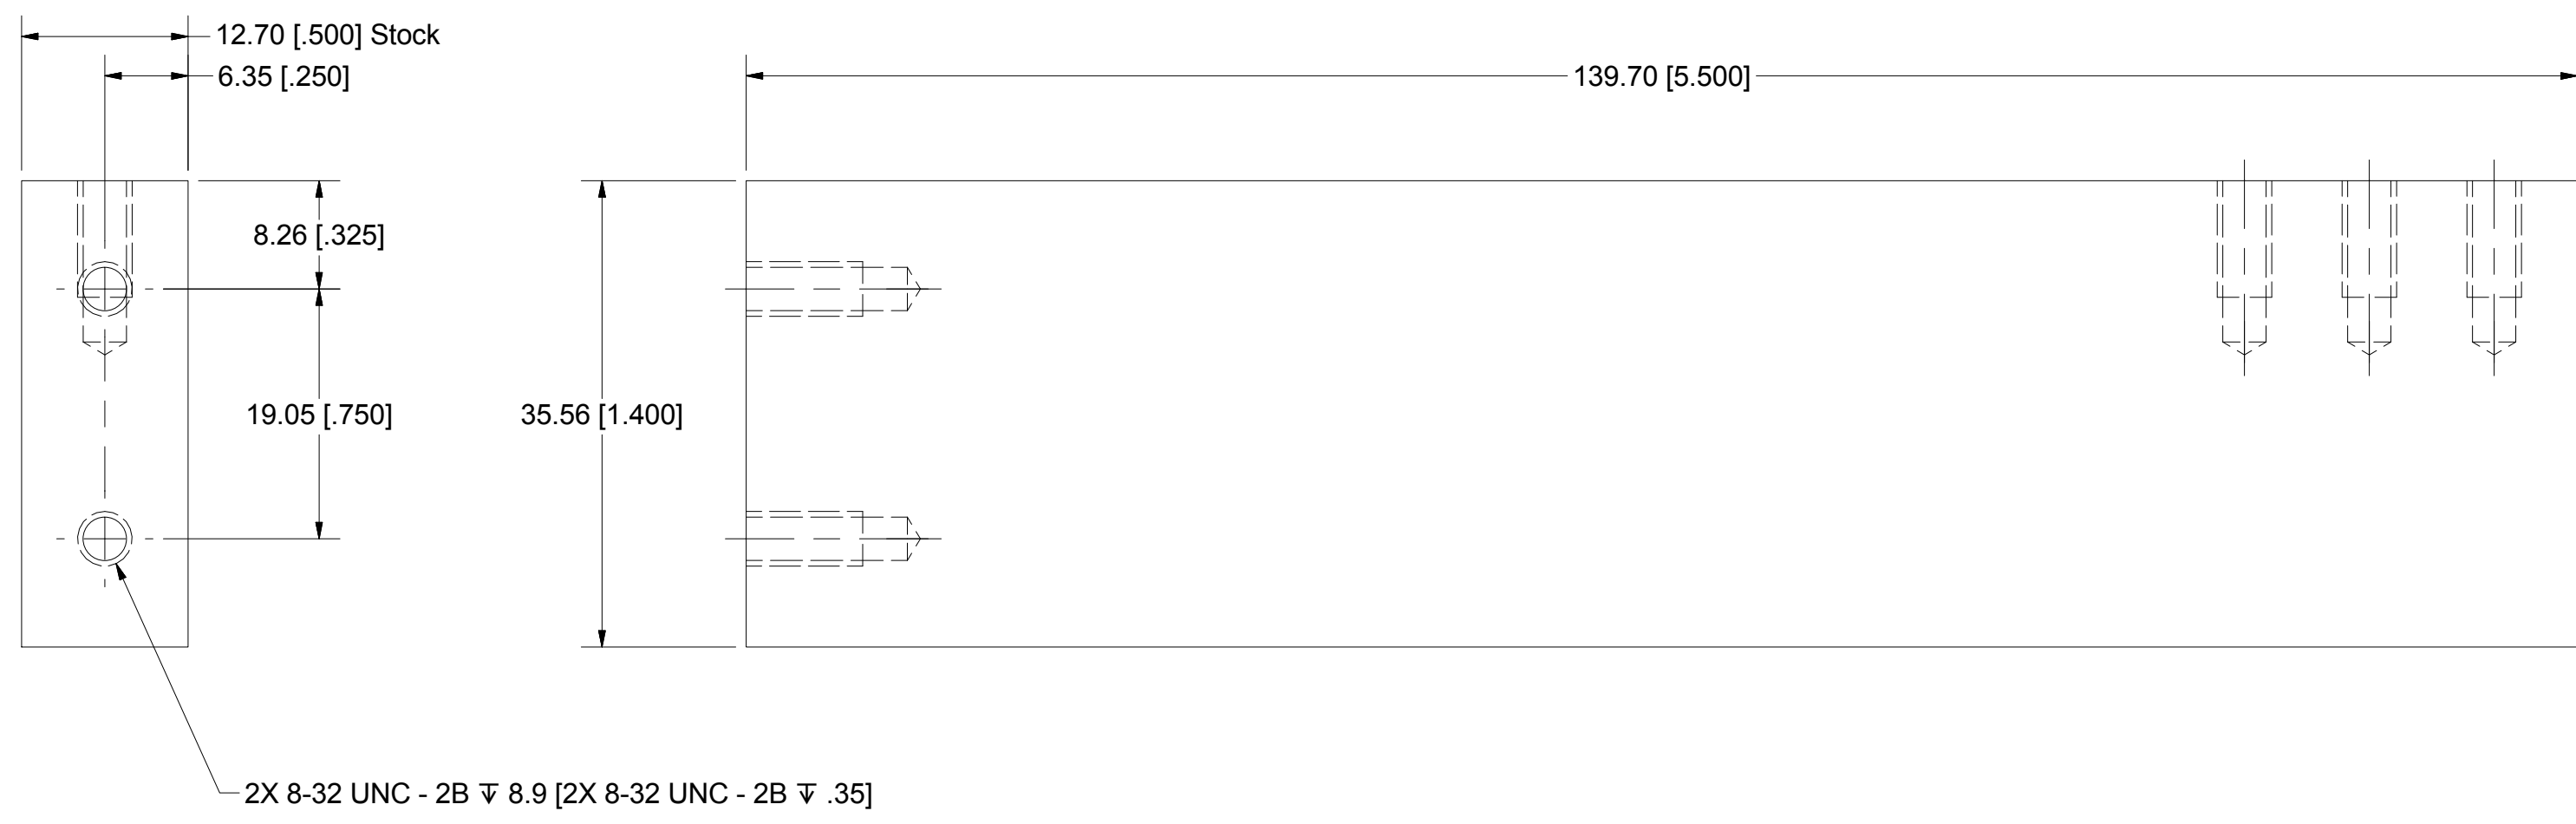 12.70 [.500] Stock
6.35 [.250]
139.70 [5.500]
8.26 [.325]
19.05 [.750]
35.56 [1.400]
2X 8-32 UNC - 2B ↧ 8.9 [2X 8-32 UNC - 2B ↧ .35]